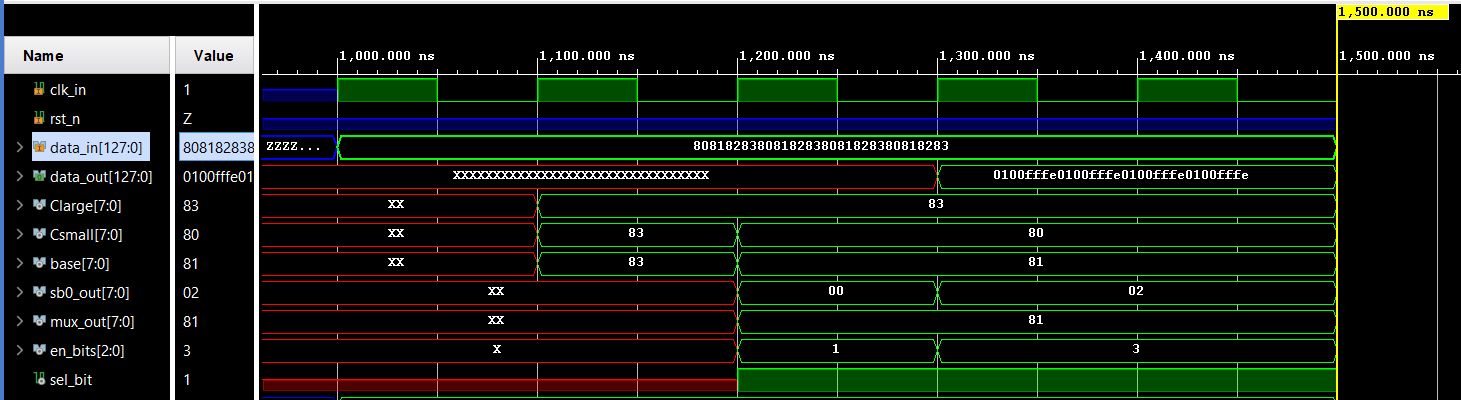 1,500.000 ns
Name Value 1,000.000 ns 1,100.000 ns 1,200.000 ns 1,300.000 ns 1,400.000 ns 1,500.000 ns
clk_in 1
rst_n Z
data_in[127:0]808182838 ZZZZ... 80818283808182838081828380818283
data_out[127:0] 0100fffe01 XXXXXXXXXXXXXXXXXXXXXXXXXXXXXXXX 0100fffe0100fffe0100fffe0100fffe
Clarge[7:0] 83 XX 83
Csmall[7:0] 80 XX 83 80
base[7:0] 81 XX 83 81
sb0_out[7:0] 02 XX 00 02
mux_out[7:0] 81 XX 81
en_bits[2:0] 3 X 1 3
sel_bit 1